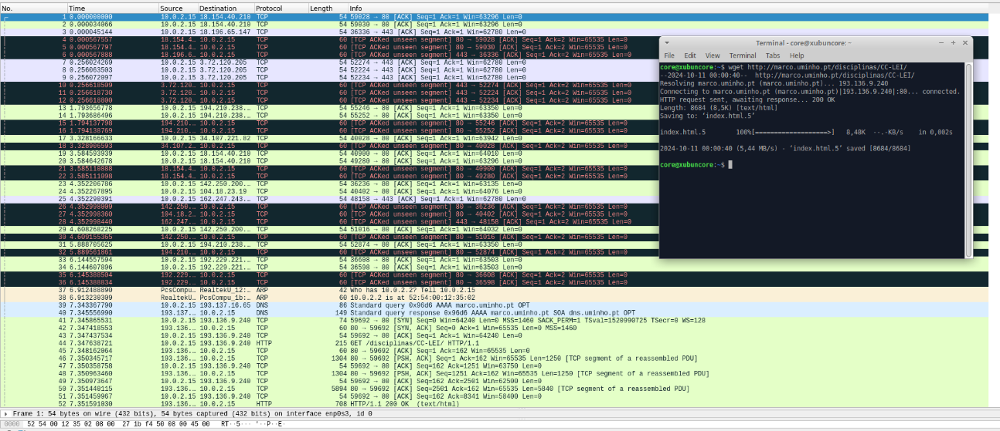 No. Time Source Destination Protocol Length Info
1 0.000000000 10.0.2.15 18.154.40.210 TCP 54 59028 → 80 [ACK] Seq=1 Ack=1 Win=63296 Len=0
2 0.000034066 10.0.2.15 18.154.40.210 TCP 54 59030 → 80 [ACK] Seq=1 Ack=1 Win=63296 Len=0
3 0.000045144 10.0.2.15 18.196.65.147 TCP 54 36336 → 443 [ACK] Seq=1 Ack=1 Win=62780 Len=0
4 0.000567557 18.154.4… 10.0.2.15 TCP 60 [TCP ACKed unseen segment] 80 → 59028 [ACK] Seq=1 Ack=2 Win=65535 Len=0
5 0.000567797 18.154.4… 10.0.2.15 TCP 60 [TCP ACKed unseen segment] 80 → 59030 [ACK] Seq=1 Ack=2 Win=65535 Len=0
6 0.000567888 18.196.6… 10.0.2.15 TCP 60 [TCP ACKed unseen segment] 443 → 36336 [ACK] Seq=1 Ack=2 Win=65535 Len=0
7 0.256024260 10.0.2.15 3.72.120.205 TCP 54 52274 → 443 [ACK] Seq=1 Ack=1 Win=62780 Len=0
8 0.256063503 10.0.2.15 3.72.120.205 TCP 54 52224 → 443 [ACK] Seq=1 Ack=1 Win=62780 Len=0
9 0.256072097 10.0.2.15 3.72.120.205 TCP 54 52234 → 443 [ACK] Seq=1 Ack=1 Win=62780 Len=0
10 0.256618509 3.72.120… 10.0.2.15 TCP 60 [TCP ACKed unseen segment] 443 → 52274 [ACK] Seq=1 Ack=2 Win=65535 Len=0
11 0.256618730 3.72.120… 10.0.2.15 TCP 60 [TCP ACKed unseen segment] 443 → 52224 [ACK] Seq=1 Ack=2 Win=65535 Len=0
12 0.256618800 3.72.120… 10.0.2.15 TCP 60 [TCP ACKed unseen segment] 443 → 52234 [ACK] Seq=1 Ack=2 Win=65535 Len=0
13 1.793656778 10.0.2.15 194.210.238… TCP 54 55246 → 80 [ACK] Seq=1 Ack=1 Win=63350 Len=0
14 1.793686496 10.0.2.15 194.210.238… TCP 54 55252 → 80 [ACK] Seq=1 Ack=1 Win=63350 Len=0
15 1.794137798 194.210… 10.0.2.15 TCP 60 [TCP ACKed unseen segment] 80 → 55246 [ACK] Seq=1 Ack=2 Win=65535 Len=0
16 1.794138769 194.210… 10.0.2.15 TCP 60 [TCP ACKed unseen segment] 80 → 55252 [ACK] Seq=1 Ack=2 Win=65535 Len=0
17 3.328166633 10.0.2.15 34.107.221.82 TCP 54 40028 → 80 [ACK] Seq=1 Ack=1 Win=63942 Len=0
18 3.328906593 34.107.2… 10.0.2.15 TCP 60 [TCP ACKed unseen segment] 80 → 40028 [ACK] Seq=1 Ack=2 Win=65535 Len=0
19 3.584593939 10.0.2.15 18.154.40.210 TCP 54 40900 → 80 [ACK] Seq=1 Ack=1 Win=64010 Len=0
20 3.584642678 10.0.2.15 18.154.40.210 TCP 54 49280 → 80 [ACK] Seq=1 Ack=1 Win=63296 Len=0
21 3.585110888 18.154.4… 10.0.2.15 TCP 60 [TCP ACKed unseen segment] 80 → 40900 [ACK] Seq=1 Ack=2 Win=65535 Len=0
22 3.585111098 18.154.4… 10.0.2.15 TCP 60 [TCP ACKed unseen segment] 80 → 49280 [ACK] Seq=1 Ack=2 Win=65535 Len=0
23 4.352206786 10.0.2.15 142.250.200… TCP 54 36236 → 80 [ACK] Seq=1 Ack=1 Win=63135 Len=0
24 4.352267895 10.0.2.15 104.18.23.19 TCP 54 40402 → 80 [ACK] Seq=1 Ack=1 Win=64076 Len=0
25 4.352290391 10.0.2.15 162.247.243… TCP 54 48158 → 443 [ACK] Seq=1 Ack=1 Win=62780 Len=0
26 4.352998009 142.250… 10.0.2.15 TCP 60 [TCP ACKed unseen segment] 80 → 36236 [ACK] Seq=1 Ack=2 Win=65535 Len=0
27 4.352998360 104.18.2… 10.0.2.15 TCP 60 [TCP ACKed unseen segment] 80 → 40402 [ACK] Seq=1 Ack=2 Win=65535 Len=0
28 4.352998440 162.247… 10.0.2.15 TCP 60 [TCP ACKed unseen segment] 443 → 48158 [ACK] Seq=1 Ack=2 Win=65535 Len=0
29 4.608268225 10.0.2.15 142.250.200… TCP 54 51016 → 80 [ACK] Seq=1 Ack=1 Win=64032 Len=0
30 4.609155365 142.250… 10.0.2.15 TCP 60 [TCP ACKed unseen segment] 80 → 51016 [ACK] Seq=1 Ack=2 Win=65535 Len=0
31 5.888705625 10.0.2.15 194.210.238… TCP 54 52874 → 80 [ACK] Seq=1 Ack=1 Win=63350 Len=0
32 5.889561861 194.210… 10.0.2.15 TCP 60 [TCP ACKed unseen segment] 80 → 52874 [ACK] Seq=1 Ack=2 Win=65535 Len=0
33 6.144557594 10.0.2.15 192.229.221… TCP 54 36608 → 80 [ACK] Seq=1 Ack=1 Win=63503 Len=0
34 6.144607896 10.0.2.15 192.229.221… TCP 54 36598 → 80 [ACK] Seq=1 Ack=1 Win=63503 Len=0
35 6.145388504 192.229… 10.0.2.15 TCP 60 [TCP ACKed unseen segment] 80 → 36608 [ACK] Seq=1 Ack=2 Win=65535 Len=0
36 6.145388834 192.229… 10.0.2.15 TCP 60 [TCP ACKed unseen segment] 80 → 36598 [ACK] Seq=1 Ack=2 Win=65535 Len=0
37 6.912488890 PcsCompu… RealtekU_12:… ARP 42 Who has 10.0.2.2? Tell 10.0.2.15
38 6.913230309 RealtekU… PcsCompu_1b:… ARP 60 10.0.2.2 is at 52:54:00:12:35:02
39 7.343367790 10.0.2.15 193.137.16.65 DNS 86 Standard query 0x96d6 AAAA marco.uminho.pt OPT
40 7.345556990 193.137… 10.0.2.15 DNS 149 Standard query response 0x96d6 AAAA marco.uminho.pt SOA dns.uminho.pt OPT
41 7.345865531 10.0.2.15 193.136.9.240 TCP 74 59692 → 80 [SYN] Seq=0 Win=64240 Len=0 MSS=1460 SACK_PERM=1 TSval=1520990725 TSecr=0 WS=128
42 7.347418553 193.136… 10.0.2.15 TCP 60 80 → 59692 [SYN, ACK] Seq=0 Ack=1 Win=65535 Len=0 MSS=1460
43 7.347437534 10.0.2.15 193.136.9.240 TCP 54 59692 → 80 [ACK] Seq=1 Ack=1 Win=64240 Len=0
44 7.347638721 10.0.2.15 193.136.9.240 HTTP 215 GET /disciplinas/CC-LEI/ HTTP/1.1
45 7.348162064 193.136… 10.0.2.15 TCP 60 80 → 59692 [ACK] Seq=1 Ack=162 Win=65535 Len=0
46 7.350345717 193.136… 10.0.2.15 TCP 1304 80 → 59692 [PSH, ACK] Seq=1 Ack=162 Win=65535 Len=1250 [TCP segment of a reassembled PDU]
47 7.350358758 10.0.2.15 193.136.9.240 TCP 54 59692 → 80 [ACK] Seq=162 Ack=1251 Win=63750 Len=0
48 7.350963460 193.136… 10.0.2.15 TCP 1304 80 → 59692 [PSH, ACK] Seq=1251 Ack=162 Win=65535 Len=1250 [TCP segment of a reassembled PDU]
49 7.350973647 10.0.2.15 193.136.9.240 TCP 54 59692 → 80 [ACK] Seq=162 Ack=2501 Win=62500 Len=0
50 7.351440115 193.136… 10.0.2.15 TCP 5894 80 → 59692 [PSH, ACK] Seq=2501 Ack=162 Win=65535 Len=5840 [TCP segment of a reassembled PDU]
51 7.351459967 10.0.2.15 193.136.9.240 TCP 54 59692 → 80 [ACK] Seq=162 Ack=8341 Win=58400 Len=0
52 7.351591030 193.136… 10.0.2.15 HTTP 708 HTTP/1.1 200 OK (text/html)
Frame 1: 54 bytes on wire (432 bits), 54 bytes captured (432 bits) on interface enp0s3, id 0
0000 52 54 00 12 35 02 08 00 27 1b f4 50 08 00 45 00 RT··5··· '··P··E·
Terminal - core@xubuncore: ~
File Edit View Terminal Tabs Help
core@xubuncore:~$ wget http://marco.uminho.pt/disciplinas/CC-LEI/
--2024-10-11 00:00:40-- http://marco.uminho.pt/disciplinas/CC-LEI/
Resolving marco.uminho.pt (marco.uminho.pt)... 193.136.9.240
Connecting to marco.uminho.pt (marco.uminho.pt)|193.136.9.240|:80... connected.
HTTP request sent, awaiting response... 200 OK
Length: 8684 (8,5K) [text/html]
Saving to: ‘index.html.5’
index.html.5 100%[===================>] 8,48K --.-KB/s in 0,002s
2024-10-11 00:00:40 (5,44 MB/s) - ‘index.html.5’ saved [8684/8684]
core@xubuncore:~$